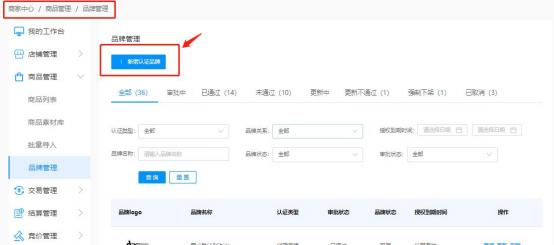 商家中心 / 商品管理 / 品牌管理
我的工作台
店铺管理
商品管理
商品列表
商品素材库
批量导入
品牌管理
交易管理
结算管理
竞价管理
品牌管理
+ 新增认证品牌
全部（36） 审批中 已通过（14） 未通过（10） 更新中 更新不通过（1） 强制下架（1） 已取消（3）
认证类型: 全部 品牌关系: 全部 授权到期时间: 请选择日期 - 请选择日期
品牌名称: 请输入品牌名称 品牌状态: 全部 审批状态: 全部
查 询 重 置
品牌logo 品牌名称 认证类型 审批状态 品牌状态 授权到期时间 操作